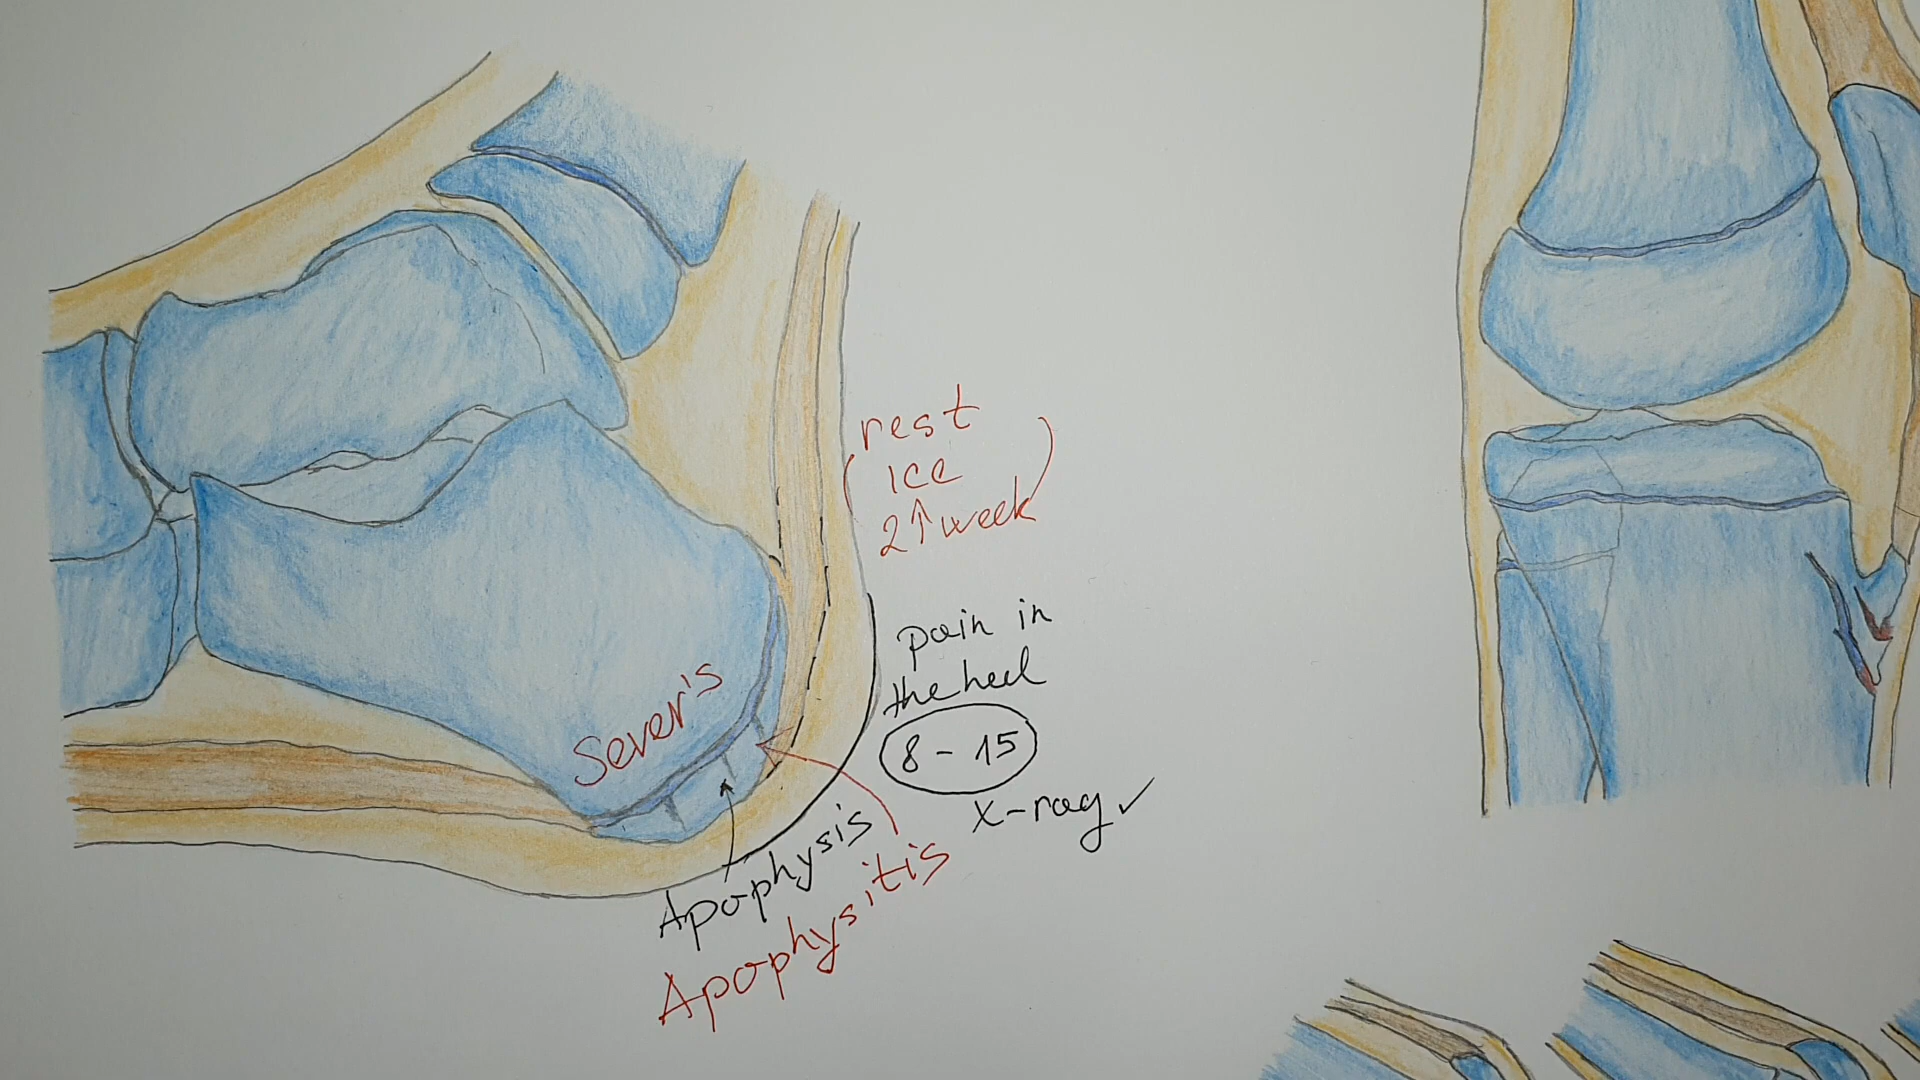 rest
ice
2↑week
pain in
the heel
8-15
x-ray ✓
Sever's
Apophysis
Apophysitis